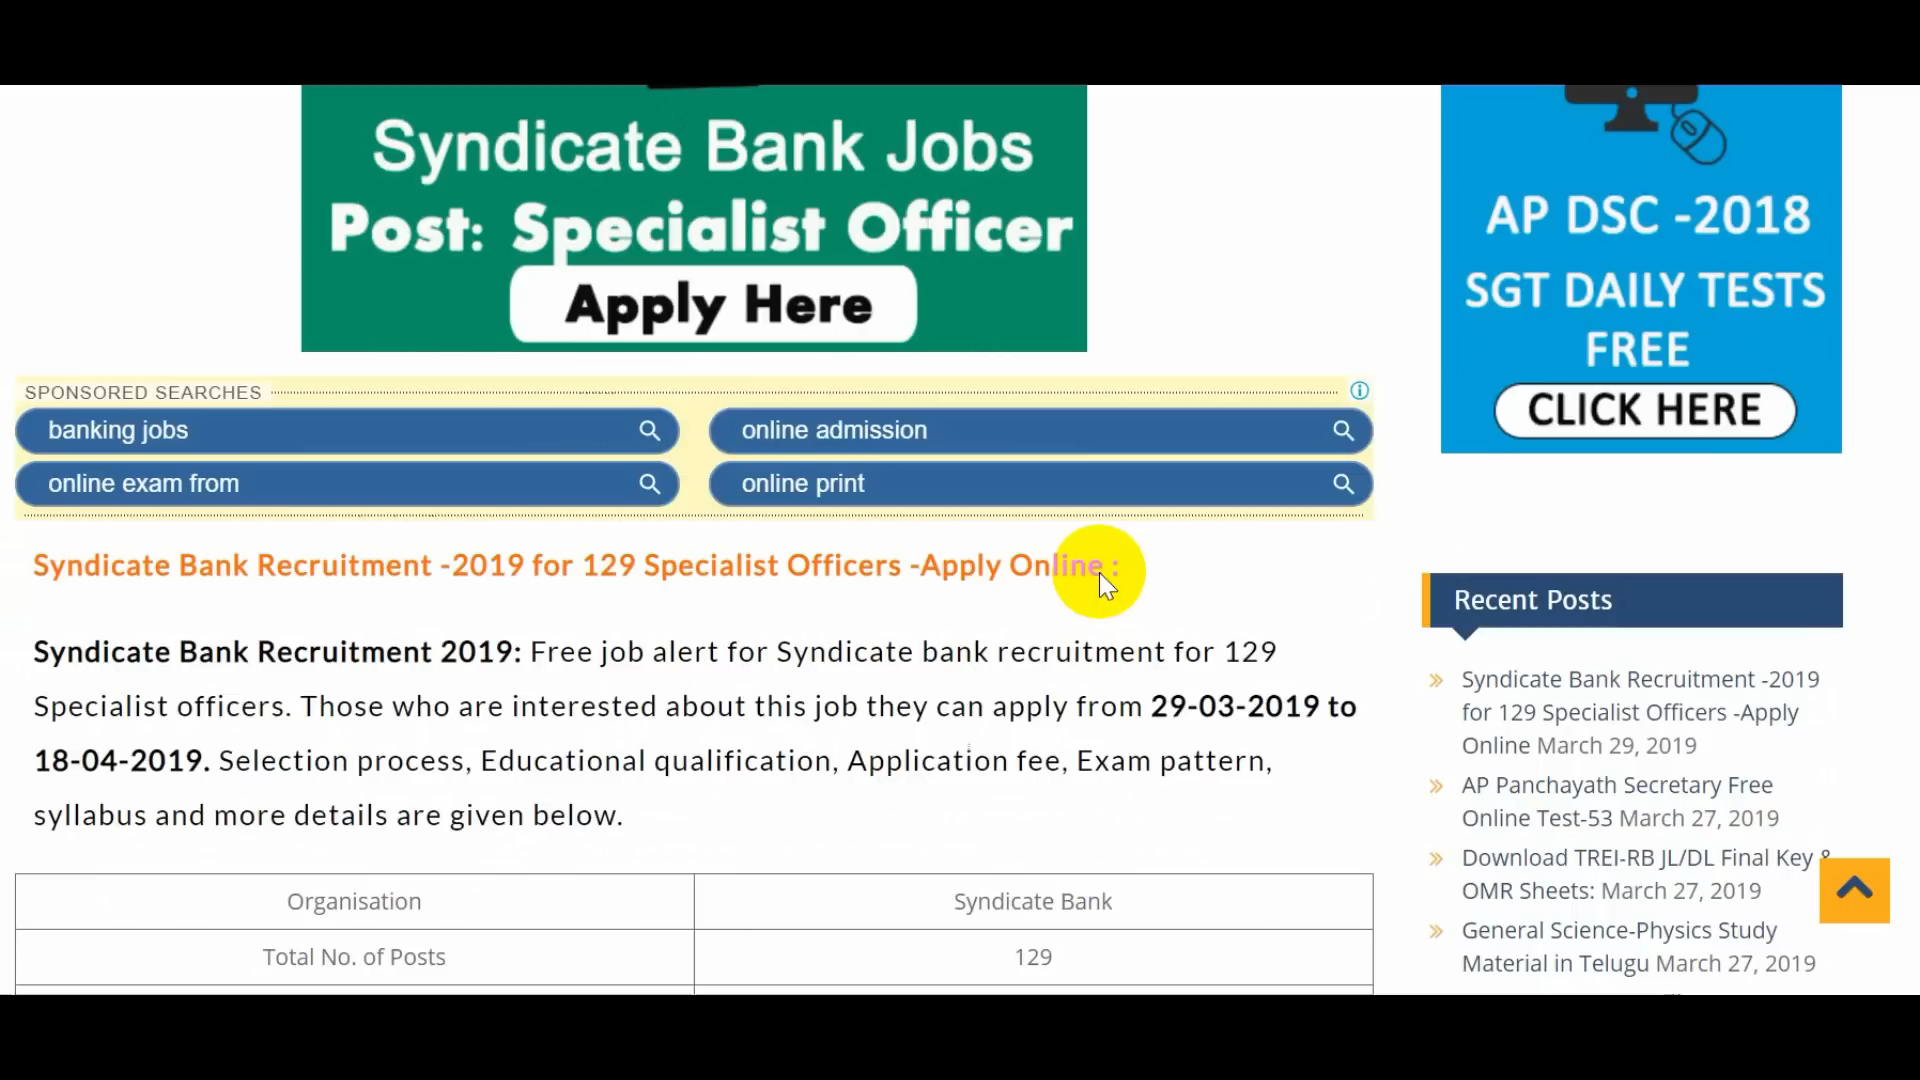 Syndicate Bank Jobs
Post: Specialist Officer
Apply Here
AP DSC -2018
SGT DAILY TESTS
FREE
CLICK HERE
SPONSORED SEARCHES
banking jobs
online admission
online exam from
online print
Syndicate Bank Recruitment -2019 for 129 Specialist Officers -Apply Online :
Syndicate Bank Recruitment 2019: Free job alert for Syndicate bank recruitment for 129
Specialist officers. Those who are interested about this job they can apply from 29-03-2019 to
18-04-2019. Selection process, Educational qualification, Application fee, Exam pattern,
syllabus and more details are given below.
Organisation
Syndicate Bank
Total No. of Posts
129
Recent Posts
Syndicate Bank Recruitment -2019
for 129 Specialist Officers -Apply
Online March 29, 2019
AP Panchayath Secretary Free
Online Test-53 March 27, 2019
Download TREI-RB JL/DL Final Key &
OMR Sheets: March 27, 2019
General Science-Physics Study
Material in Telugu March 27, 2019